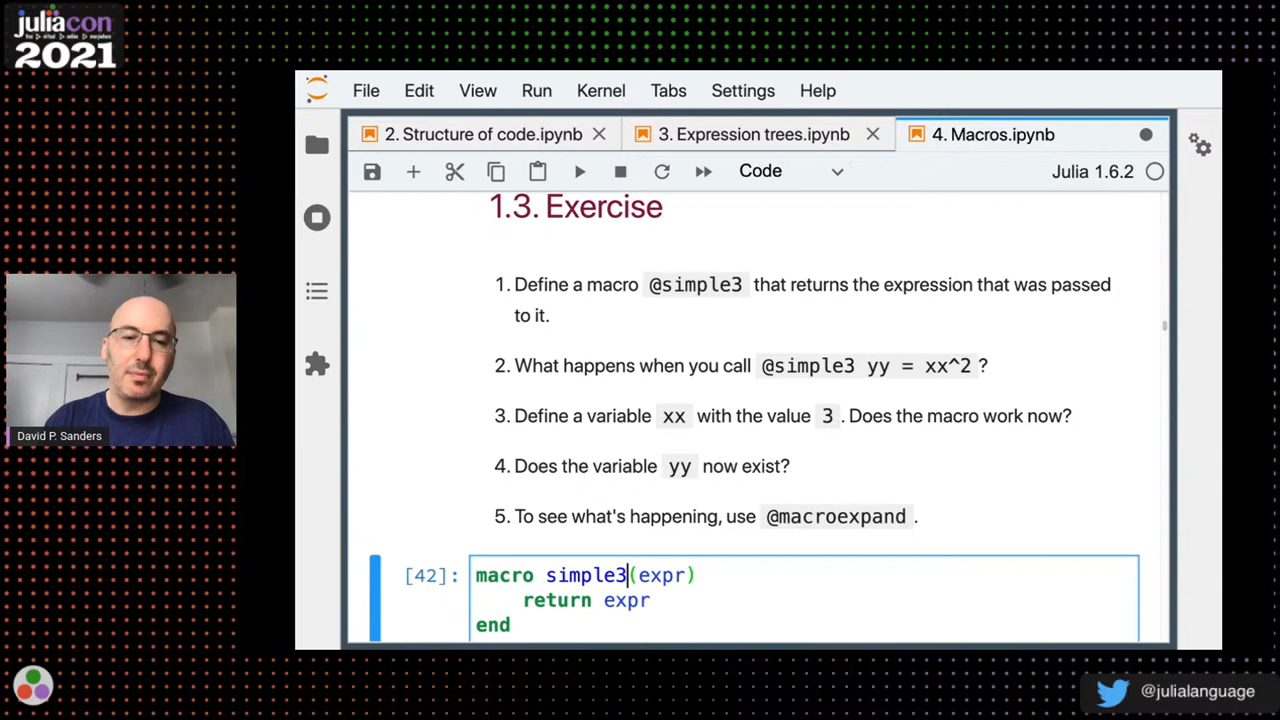 juliacon
free ▷ virtual ▷ online ▷ everywhere
2021
File Edit View Run Kernel Tabs Settings Help
2. Structure of code.ipynb 3. Expression trees.ipynb 4. Macros.ipynb
Code Julia 1.6.2
1.3. Exercise
1. Define a macro @simple3 that returns the expression that was passed
to it.
2. What happens when you call @simple3 yy = xx^2 ?
3. Define a variable xx with the value 3 . Does the macro work now?
4. Does the variable yy now exist?
5. To see what's happening, use @macroexpand .
[42]: macro simple3(expr)
return expr
end
David P. Sanders
@julialanguage